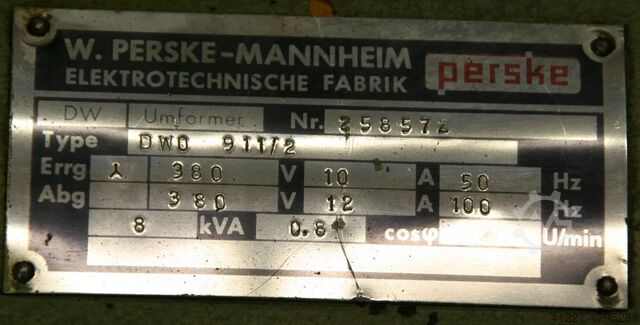 W. PERSKE-MANNHEIM
ELEKTROTECHNISCHE FABRIK perske
DW Umformer Nr. 258572
Type DWO 911/2
Errg 人 380 V 10 A 50 Hz
Abg 380 V 12 A 100 Hz
8 kVA 0.8 cosφ U/min